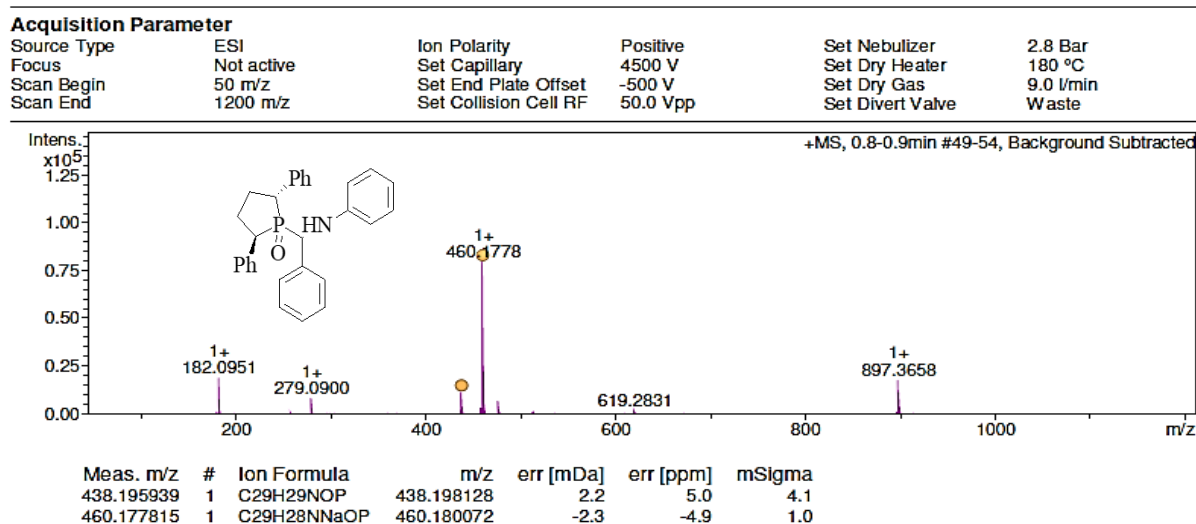 Acquisition Parameter
Source Type ESI Ion Polarity Positive Set Nebulizer 2.8 Bar
Focus Not active Set Capillary 4500 V Set Dry Heater 180 ºC
Scan Begin 50 m/z Set End Plate Offset -500 V Set Dry Gas 9.0 l/min
Scan End 1200 m/z Set Collision Cell RF 50.0 Vpp Set Divert Valve Waste
Intens. +MS, 0.8-0.9min #49-54, Background Subtracted
x10⁵
1.25
Ph
HN
1.00
P
O
1+
460.1778
Ph
0.75
0.50
0.25
1+
182.0951
1+
279.0900
619.2831
1+
897.3658
0.00
200 400 600 800 1000 m/z
Meas. m/z # Ion Formula m/z err [mDa] err [ppm] mSigma
438.195939 1 C29H29NOP 438.198128 2.2 5.0 4.1
460.177815 1 C29H28NNaOP 460.180072 -2.3 -4.9 1.0